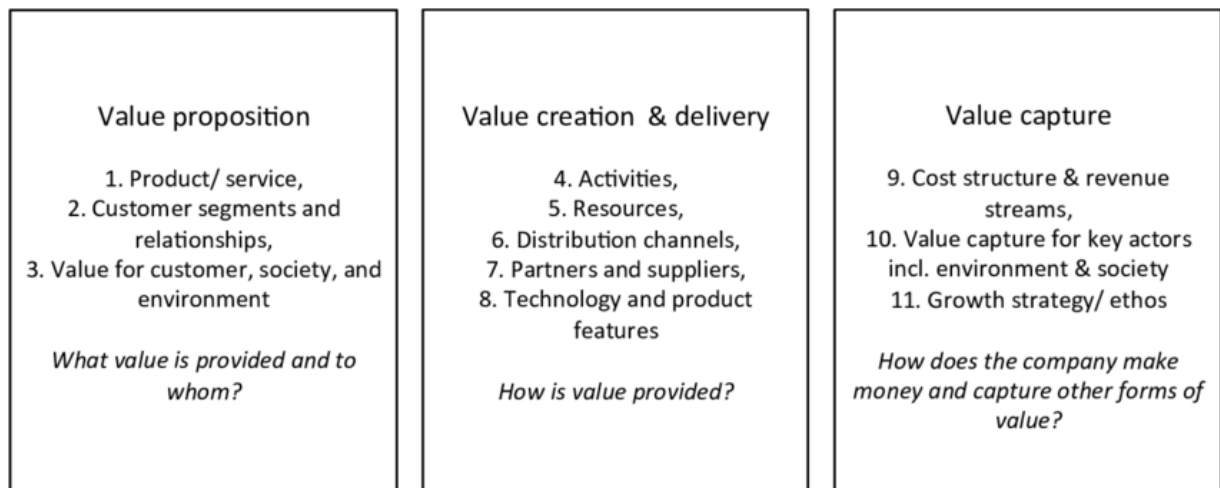 Value proposition
1. Product/ service,
2. Customer segments and
relationships,
3. Value for customer, society, and
environment
What value is provided and to
whom?
Value creation & delivery
4. Activities,
5. Resources,
6. Distribution channels,
7. Partners and suppliers,
8. Technology and product
features
How is value provided?
Value capture
9. Cost structure & revenue
streams,
10. Value capture for key actors
incl. environment & society
11. Growth strategy/ ethos
How does the company make
money and capture other forms of
value?